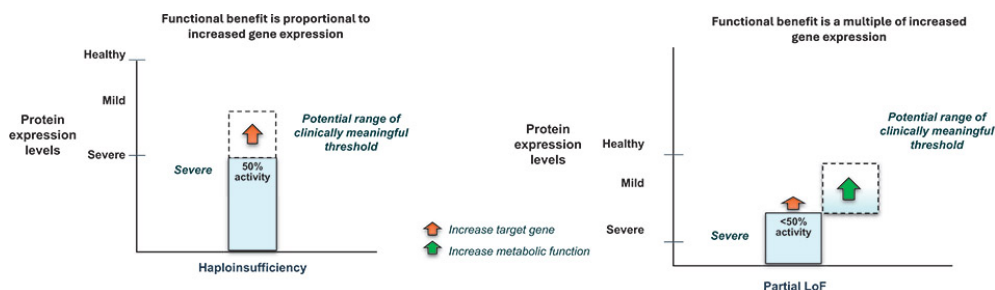 Functional benefit is proportional to
increased gene expression
Healthy
Mild
Protein
expression
levels
Severe
Severe
50%
activity
Potential range of
clinically meaningful
threshold
Haploinsufficiency
Increase target gene
Increase metabolic function
Functional benefit is a multiple of increased
gene expression
Protein
expression
levels
Healthy
Mild
Severe
Severe
<50%
activity
Potential range of
clinically meaningful
threshold
Partial LoF